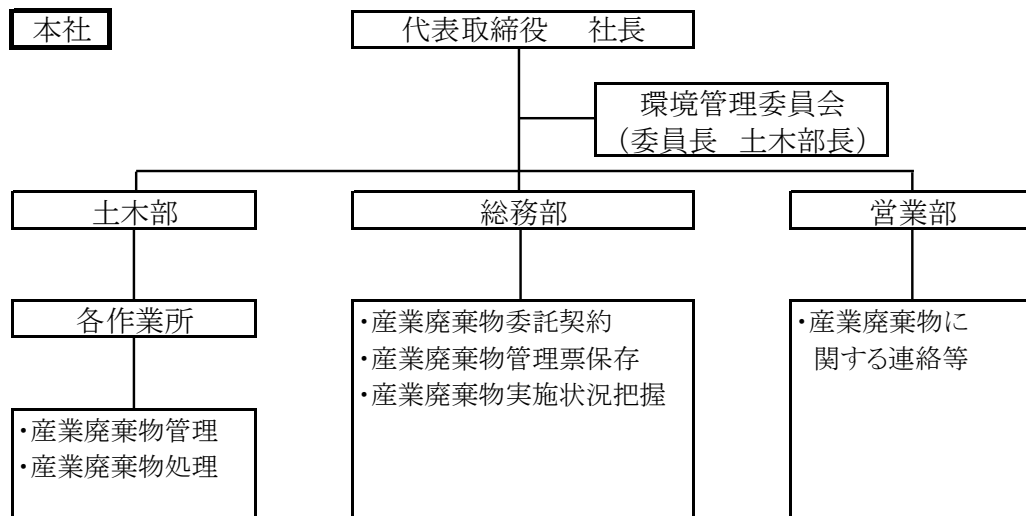 本社
代表取締役　社長
環境管理委員会
（委員長　土木部長）
土木部
総務部
営業部
各作業所
・産業廃棄物委託契約
・産業廃棄物管理票保存
・産業廃棄物実施状況把握
・産業廃棄物に
関する連絡等
・産業廃棄物管理
・産業廃棄物処理